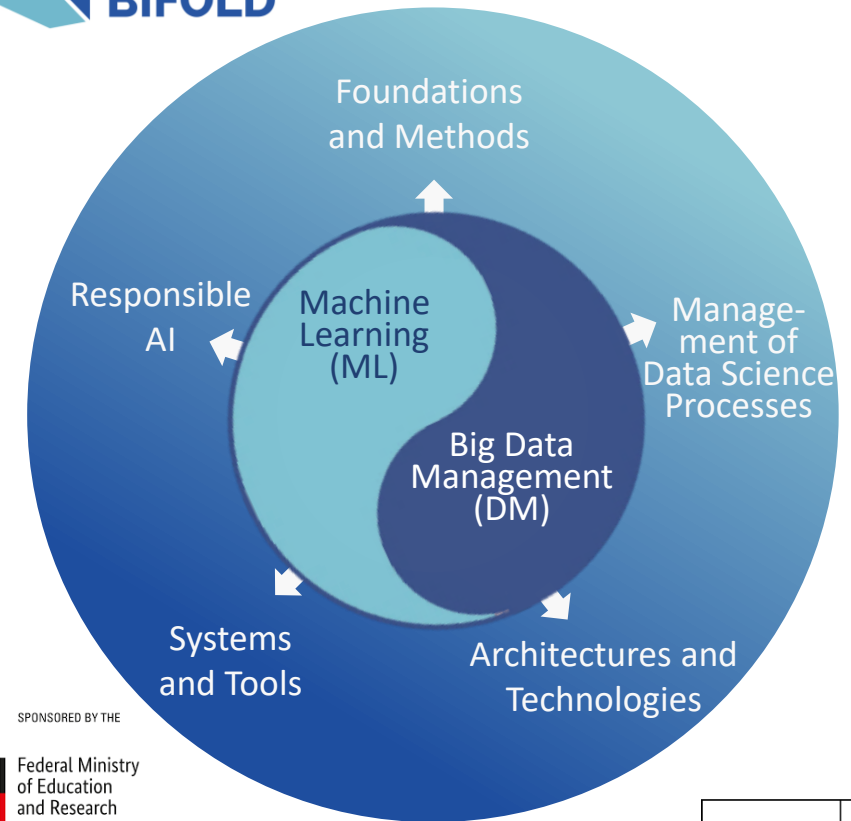 BIFOLD
Foundations
and Methods
Responsible
AI
Machine
Learning
(ML)
Manage-
ment of
Data Science
Processes
Big Data
Management
(DM)
Systems
and Tools
Architectures and
Technologies
SPONSORED BY THE
Federal Ministry
of Education
and Research